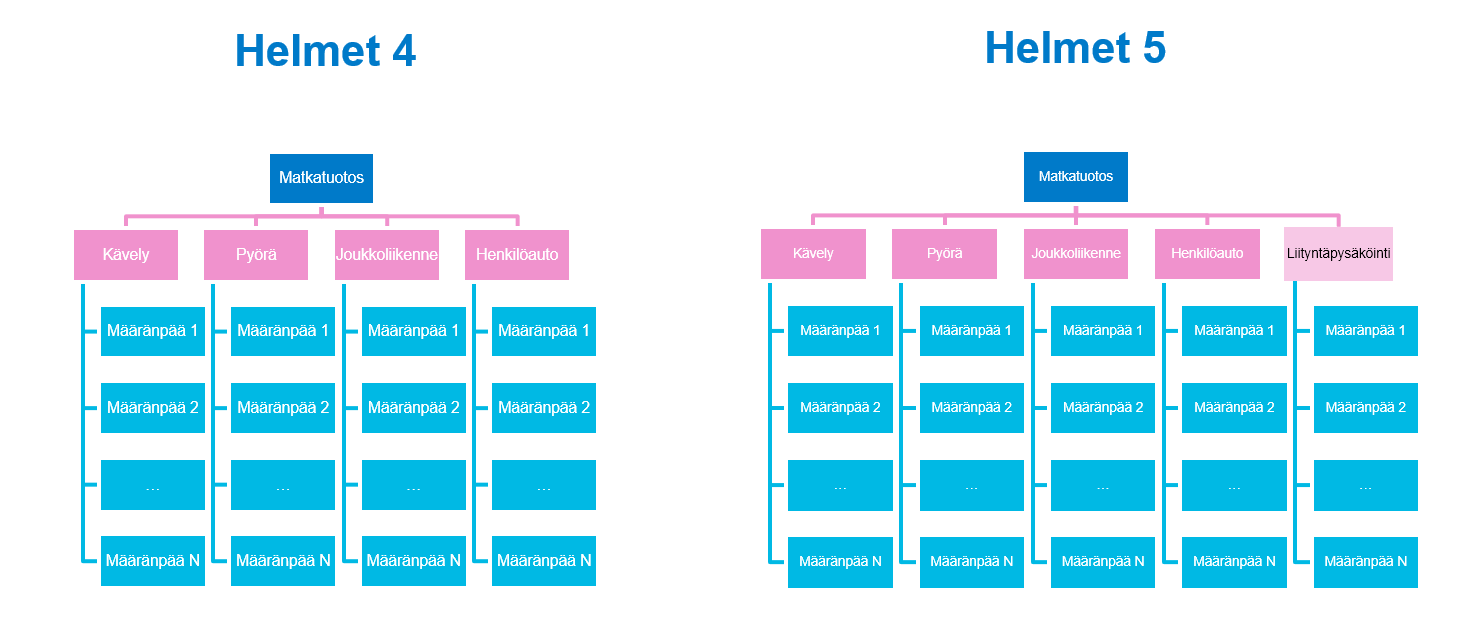 Helmet 4
Matkatuotos
Kävely
Pyörä
Joukkoliikenne
Henkilöauto
Määränpää 1
Määränpää 1
Määränpää 1
Määränpää 1
Määränpää 2
Määränpää 2
Määränpää 2
Määränpää 2
...
...
...
...
Määränpää N
Määränpää N
Määränpää N
Määränpää N
Helmet 5
Matkatuotos
Kävely
Pyörä
Joukkoliikenne
Henkilöauto
Liityntäpysäköinti
Määränpää 1
Määränpää 1
Määränpää 1
Määränpää 1
Määränpää 1
Määränpää 2
Määränpää 2
Määränpää 2
Määränpää 2
Määränpää 2
...
...
...
...
...
Määränpää N
Määränpää N
Määränpää N
Määränpää N
Määränpää N